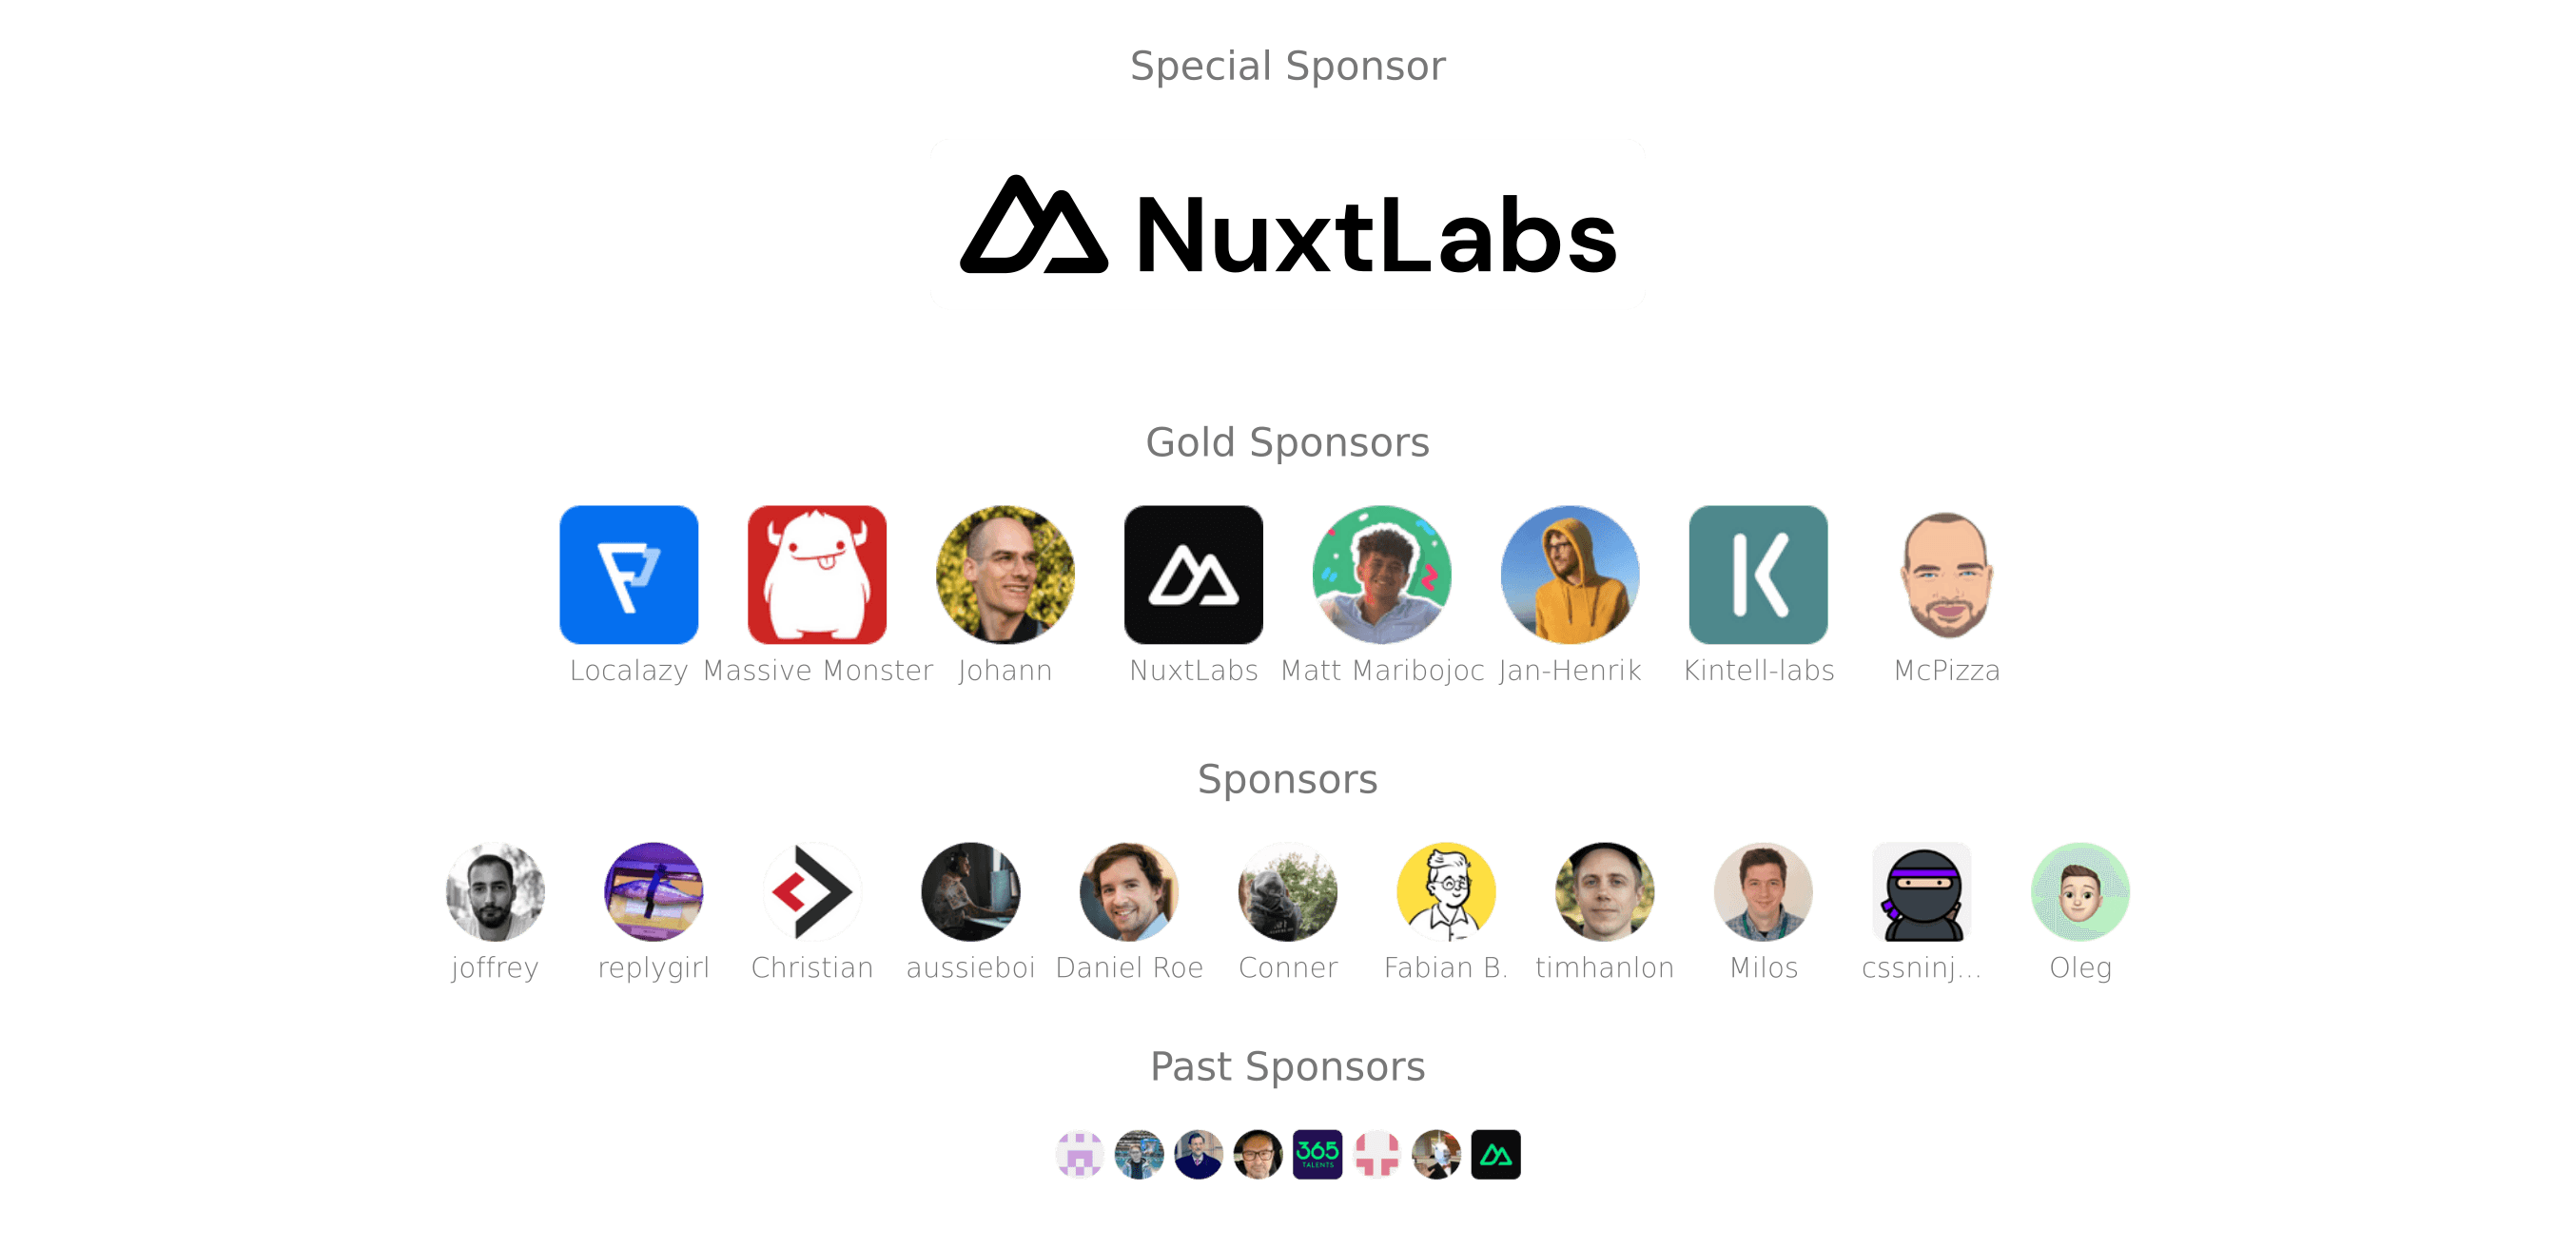 Special Sponsor
NuxtLabs
Gold Sponsors
Localazy Massive Monster Johann NuxtLabs Matt Maribojoc Jan-Henrik Kintell-labs McPizza
Sponsors
joffrey replygirl Christian aussieboi Daniel Roe Conner Fabian B. timhanlon Milos cssninj... Oleg
Past Sponsors
365
TALENTS